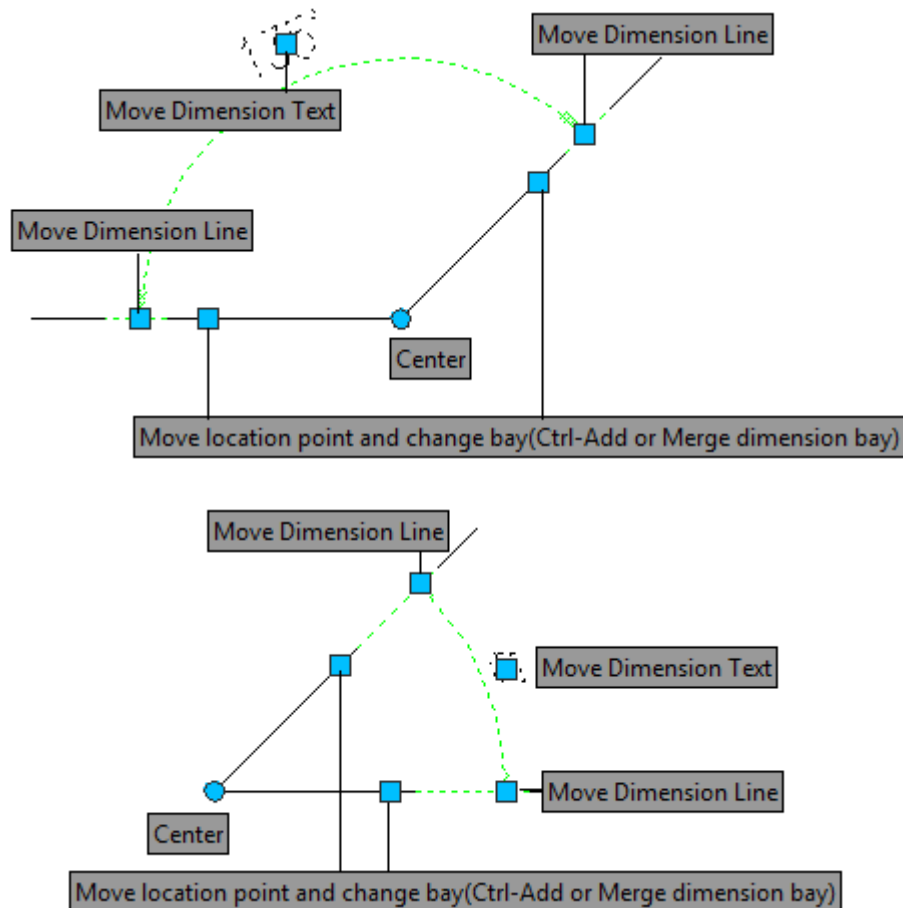 Move Dimension Line
Move Dimension Text
Move Dimension Line
Center
Move location point and change bay(Ctrl-Add or Merge dimension bay)
Move Dimension Line
Move Dimension Text
Move Dimension Line
Center
Move location point and change bay(Ctrl-Add or Merge dimension bay)